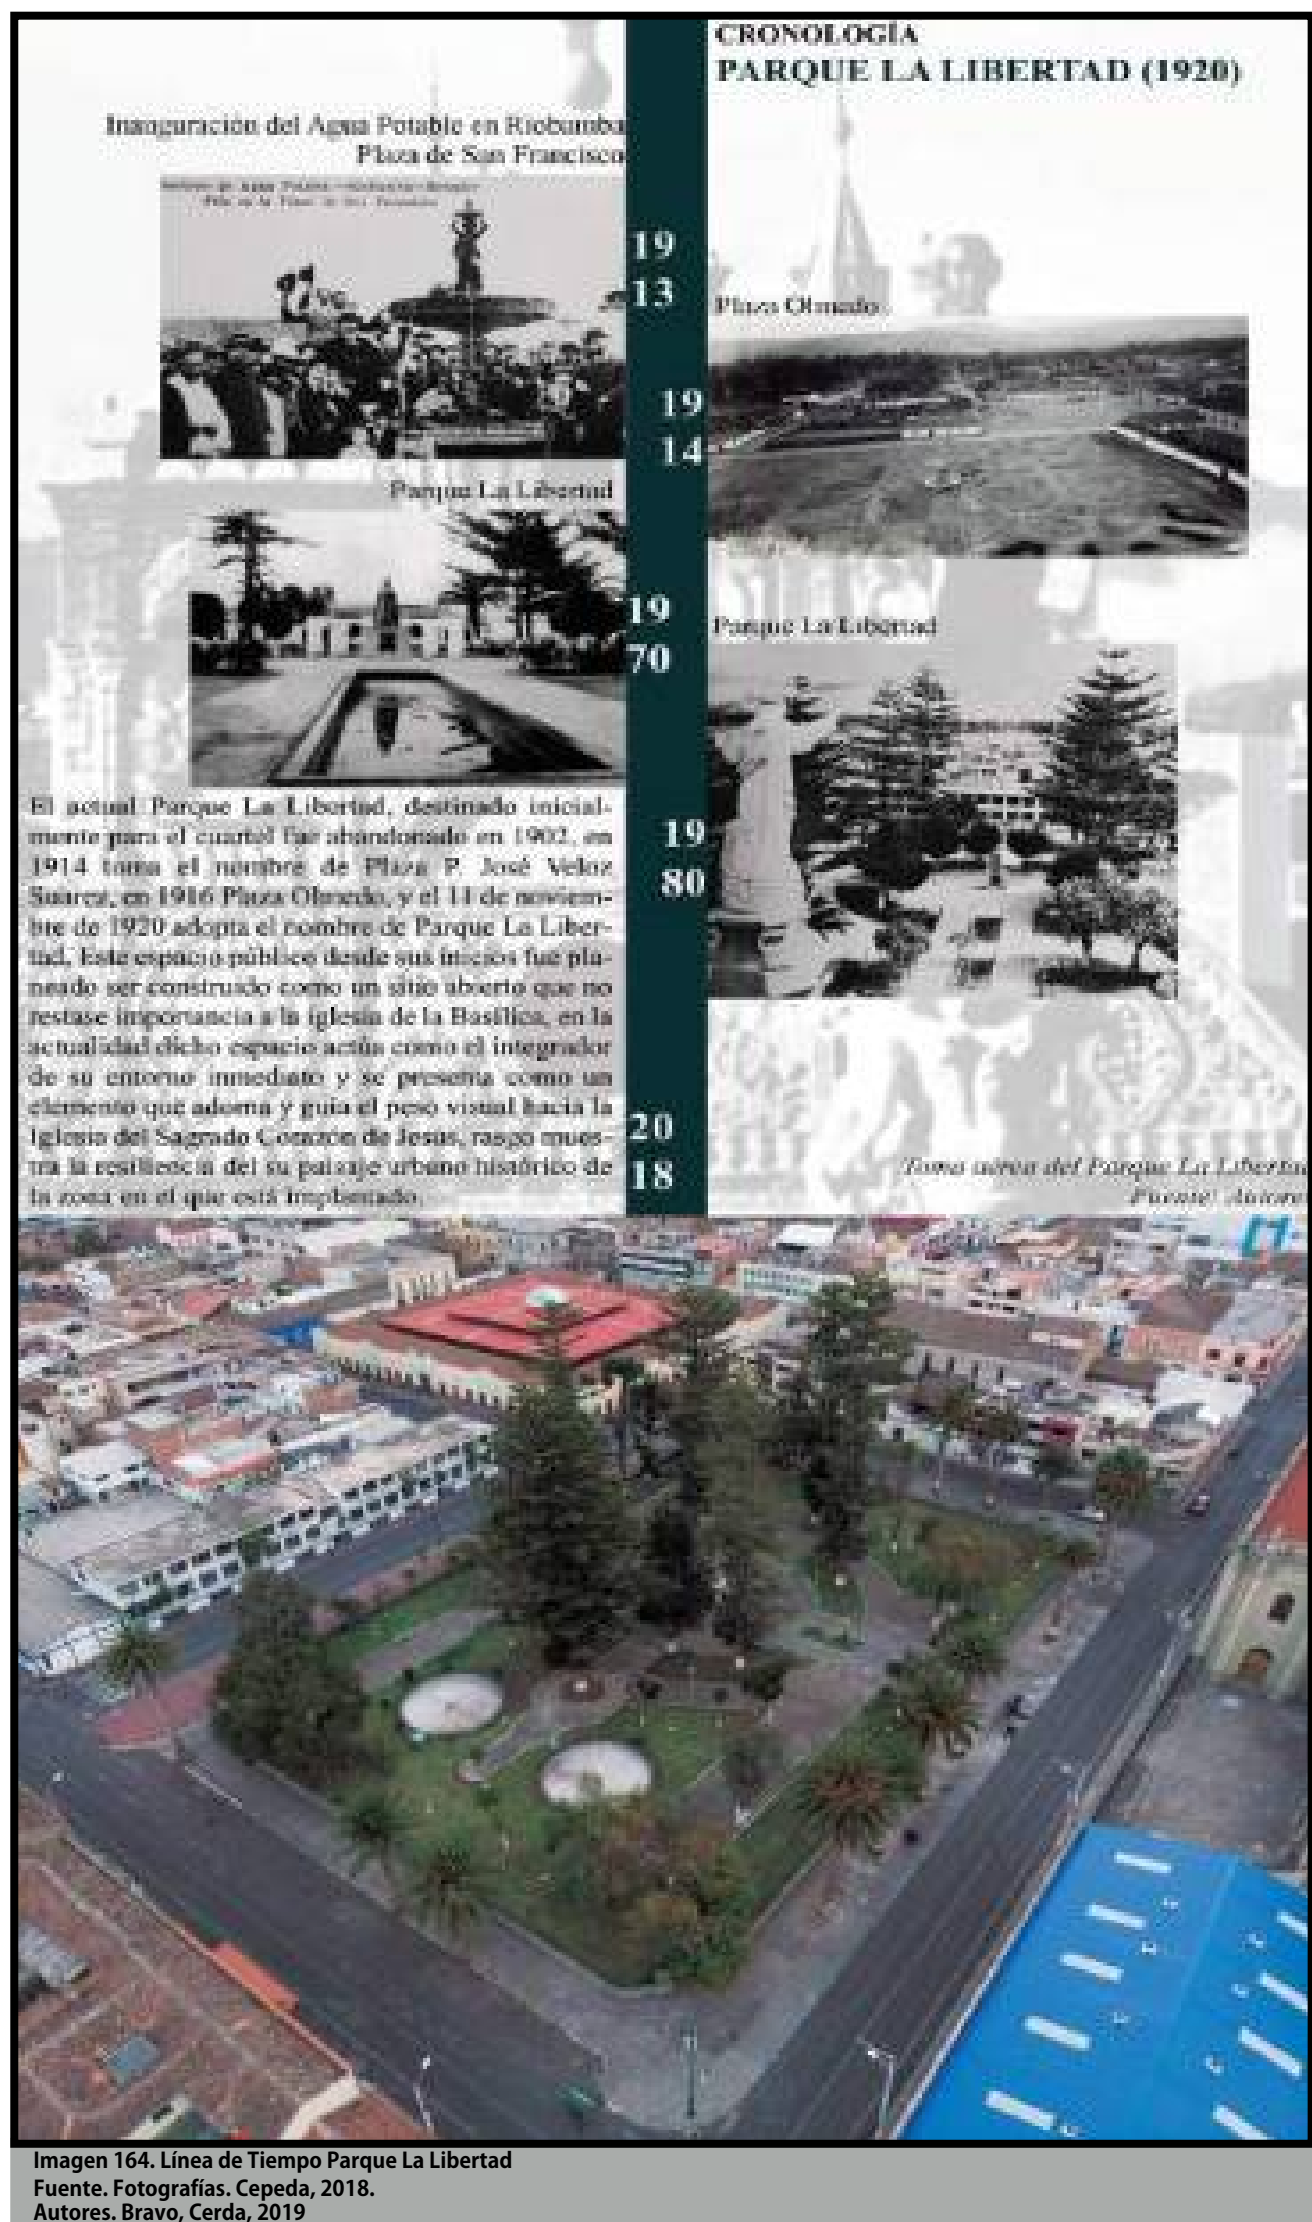 CRONOLOGÍA
PARQUE LA LIBERTAD (1920)
Inauguración del Agua Potable en Riobamba
Plaza de San Francisco
19
13
Plaza Olmedo
19
14
Parque La Libertad
19
70
Parque La Libertad
19
80
El actual Parque La Libertad, destinado inicial-
mente para el cuartel fue abandonado en 1902, en
1914 toma el nombre de Plaza P. José Veloz
Suárez, en 1916 Plaza Olmedo, y el 11 de noviem-
bre de 1920 adopta el nombre de Parque La Liber-
tad. Este espacio público desde sus inicios fue pla-
neado ser construido como un sitio abierto que no
restase importancia a la iglesia de la Basílica, en la
actualidad dicho espacio actúa como el integrador
de su entorno inmediato y se presenta como un
elemento que adorna y guía el peso visual hacia la
Iglesia del Sagrado Corazón de Jesús, rasgo mues-
tra la resiliencia del su paisaje urbano histórico de
la zona en el que está implantado.
20
18
Toma aérea del Parque La Liberta
Fuente: Autore
Imagen 164. Línea de Tiempo Parque La Libertad
Fuente. Fotografías. Cepeda, 2018.
Autores. Bravo, Cerda, 2019